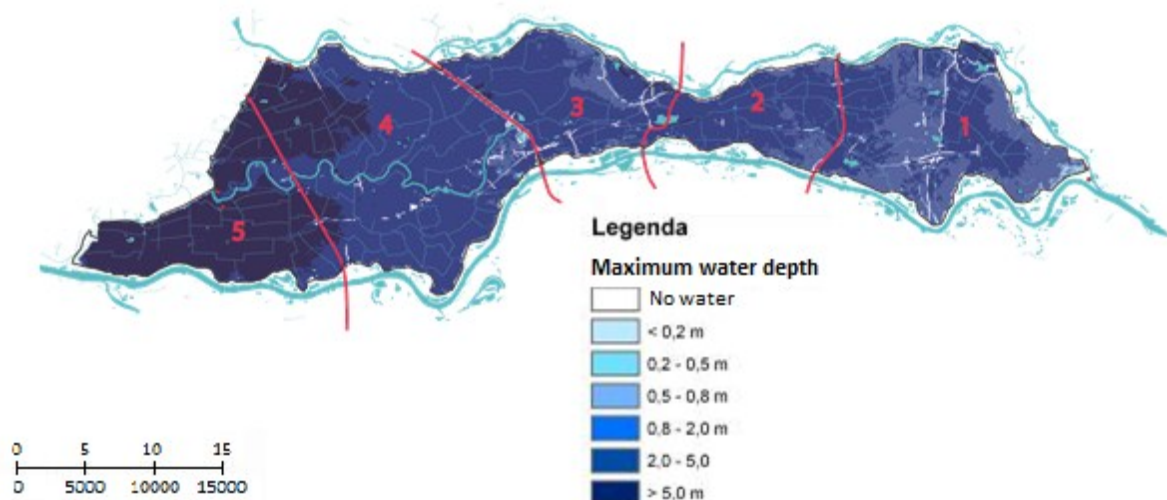 4
3
2
1
5
Legenda
Maximum water depth
No water
< 0,2 m
0,2 - 0,5 m
0,5 - 0,8 m
0,8 - 2,0 m
2,0 - 5,0
> 5,0 m
0 5 10 15
0 5000 10000 15000